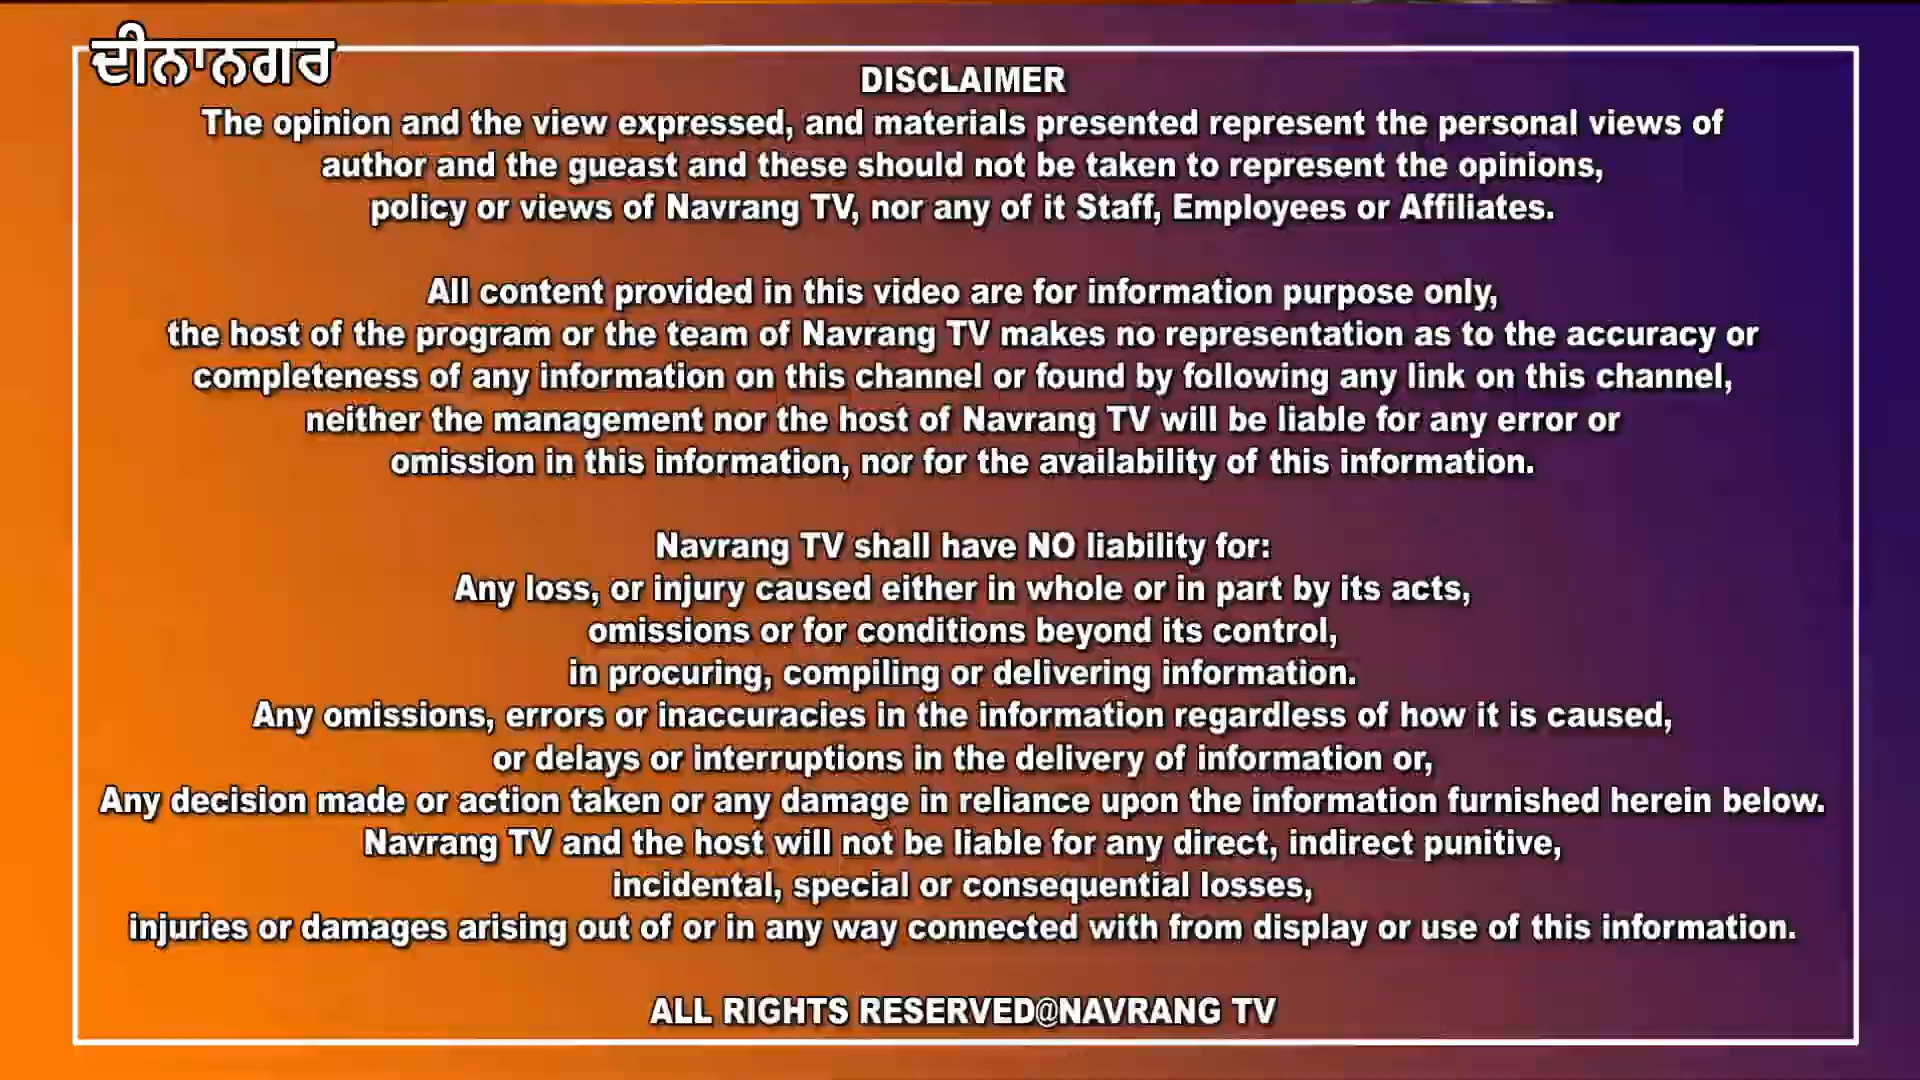 ਦੀਨਾਨਗਰ
DISCLAIMER
The opinion and the view expressed, and materials presented represent the personal views of
author and the gueast and these should not be taken to represent the opinions,
policy or views of Navrang TV, nor any of it Staff, Employees or Affiliates.
All content provided in this video are for information purpose only,
the host of the program or the team of Navrang TV makes no representation as to the accuracy or
completeness of any information on this channel or found by following any link on this channel,
neither the management nor the host of Navrang TV will be liable for any error or
omission in this information, nor for the availability of this information.
Navrang TV shall have NO liability for:
Any loss, or injury caused either in whole or in part by its acts,
omissions or for conditions beyond its control,
in procuring, compiling or delivering information.
Any omissions, errors or inaccuracies in the information regardless of how it is caused,
or delays or interruptions in the delivery of information or,
Any decision made or action taken or any damage in reliance upon the information furnished herein below.
Navrang TV and the host will not be liable for any direct, indirect punitive,
incidental, special or consequential losses,
injuries or damages arising out of or in any way connected with from display or use of this information.
ALL RIGHTS RESERVED@NAVRANG TV